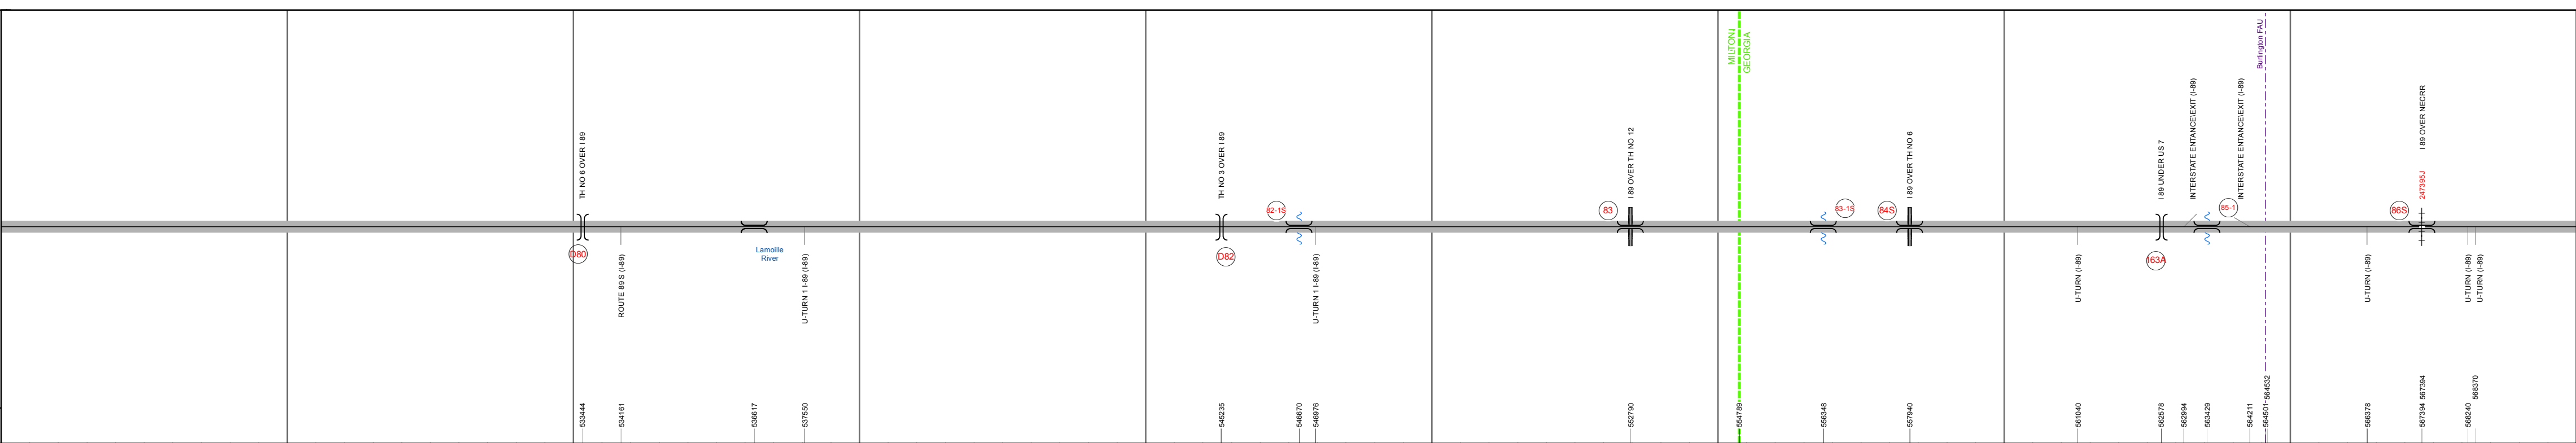 MILTON
GEORGIA
Burlington FAU
TH NO 6 OVER I 89
TH NO 3 OVER I 89
I 89 OVER TH NO 12
I 89 OVER TH NO 6
I 89 UNDER US 7
INTERSTATE ENTANCE\EXIT (I-89)
INTERSTATE ENTANCE\EXIT (I-89)
I 89 OVER NECRR
247395J
82-1S
83
83-1S
84S
85-1
86S
D80
D82
163A
Lamoille
River
ROUTE 89 S (I-89)
U-TURN 1 I-89 (I-89)
U-TURN 1 I-89 (I-89)
U-TURN (I-89)
U-TURN (I-89)
U-TURN (I-89)
U-TURN (I-89)
533444
534161
536617
537550
545235
546670
546976
552790
554789
556348
557940
561040
562578
562994
563429
564211
564501
564532
566378
567394
567394
568240
568370